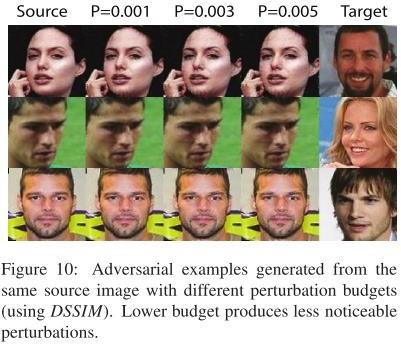 Source P=0.001 P=0.003 P=0.005 Target
Figure 10: Adversarial examples generated from the
same source image with different perturbation budgets
(using DSSIM). Lower budget produces less noticeable
perturbations.